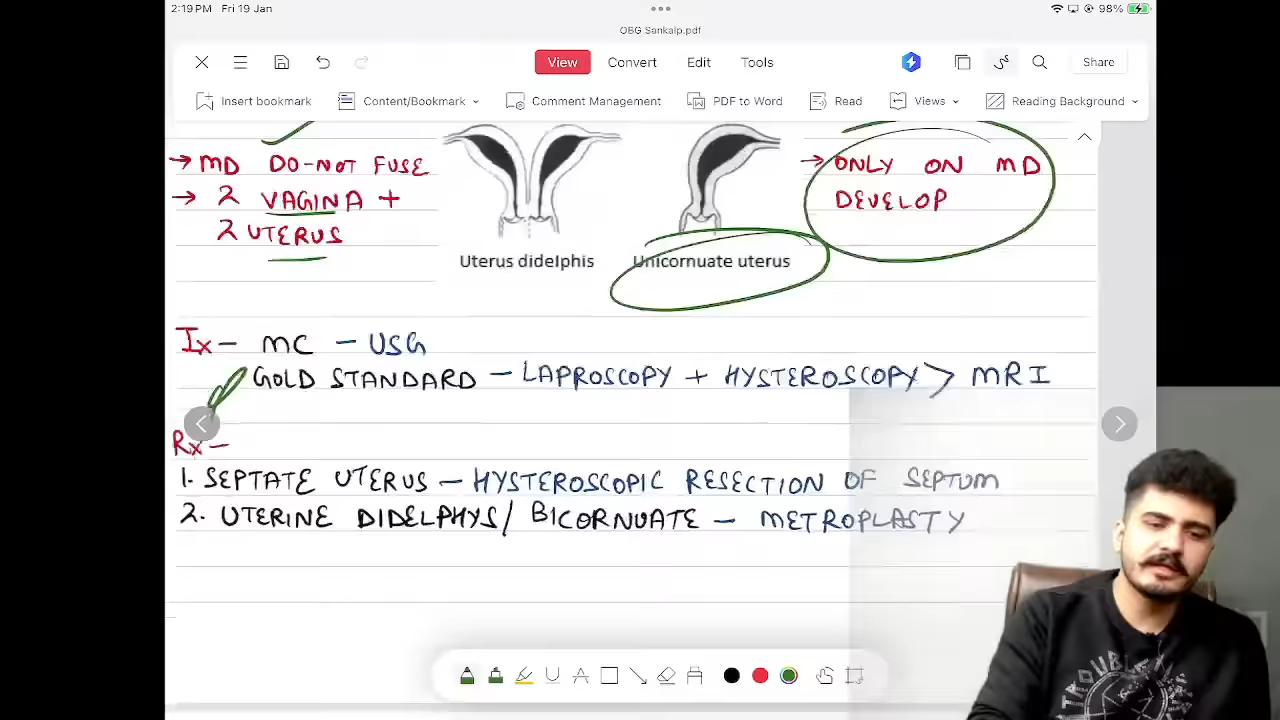 2:19 PM Fri 19 Jan
98%
OBG Sankalp.pdf
View Convert Edit Tools
Share
Insert bookmark Content/Bookmark Comment Management PDF to Word Read Views Reading Background
→ MD DO-NOT FUSE
→ 2 VAGINA +
2 UTERUS
Uterus didelphis
Unicornuate uterus
→ ONLY ON MD
DEVELOP
Ix - MC - USG
GOLD STANDARD - LAPROSCOPY + HYSTEROSCOPY > MRI
Rx -
1. SEPTATE UTERUS - HYSTEROSCOPIC RESECTION OF SEPTUM
2. UTERINE DIDELPHYS/ BICORNUATE - METROPLASTY